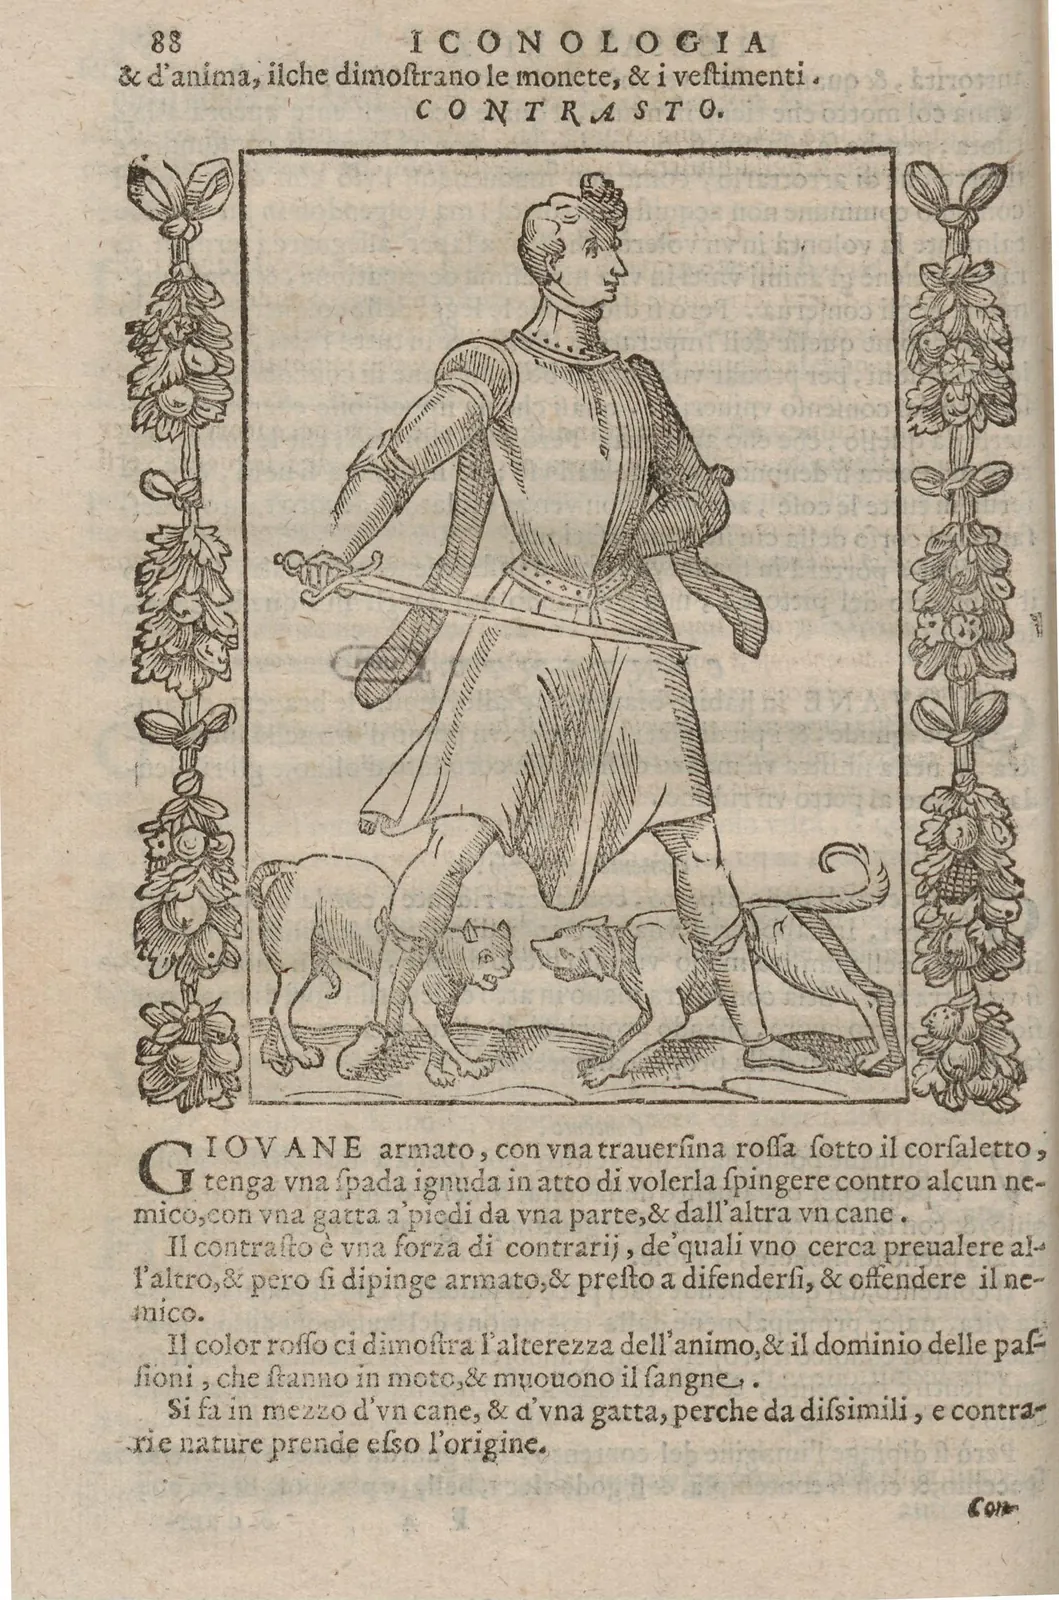 88 ICONOLOGIA
& d'anima, ilche dimoſtrano le monete, & i veſtimenti.
CONTRASTO.
GIOVANE armato, con vna trauerſina roſſa ſotto il corſaletto,
tenga vna ſpada ignuda in atto di volerla ſpingere contro alcun ne-
mico, con vna gatta a'piedi da vna parte, & dall'altra vn cane.
Il contraſto è vna forza di contrarij, de'quali vno cerca preualere al-
l'altro, & pero ſi dipinge armato, & preſto a difenderſi, & offendere il ne-
mico.
Il color roſſo ci dimoſtra l'alterezza dell'animo, & il dominio delle paſ-
ſioni, che ſtanno in moto, & muouono il ſangne.
Si fa in mezzo d'vn cane, & d'vna gatta, perche da diſsimili, e contra-
rie nature prende eſso l'origine.
Con-